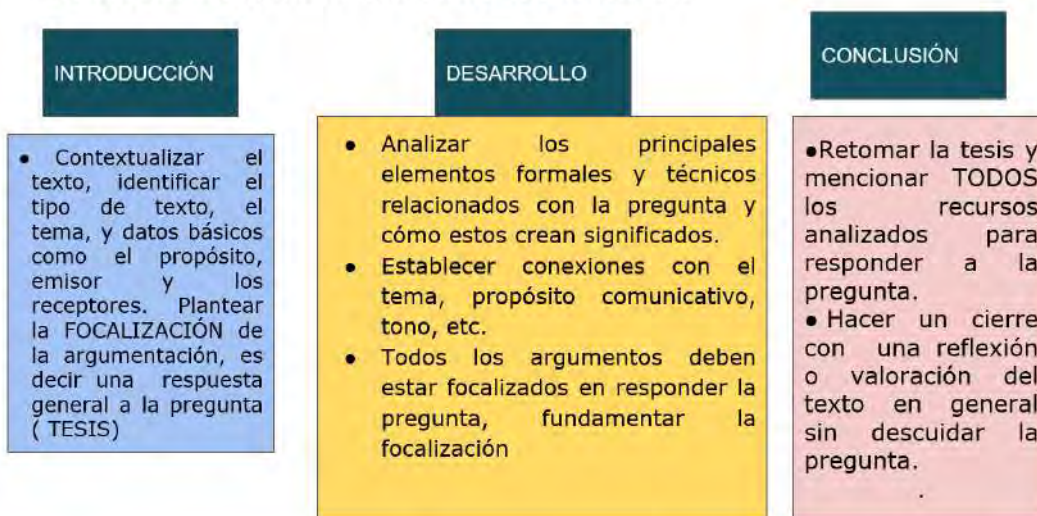 INTRODUCCIÓN
• Contextualizar el
texto, identificar el
tipo de texto, el
tema, y datos básicos
como el propósito,
emisor y los
receptores. Plantear
la FOCALIZACIÓN de
la argumentación, es
decir una respuesta
general a la pregunta
( TESIS)
DESARROLLO
• Analizar los principales
elementos formales y técnicos
relacionados con la pregunta y
cómo estos crean significados.
• Establecer conexiones con el
tema, propósito comunicativo,
tono, etc.
• Todos los argumentos deben
estar focalizados en responder la
pregunta, fundamentar la
focalización
CONCLUSIÓN
•Retomar la tesis y
mencionar TODOS
los recursos
analizados para
responder a la
pregunta.
• Hacer un cierre
con una reflexión
o valoración del
texto en general
sin descuidar la
pregunta.
.